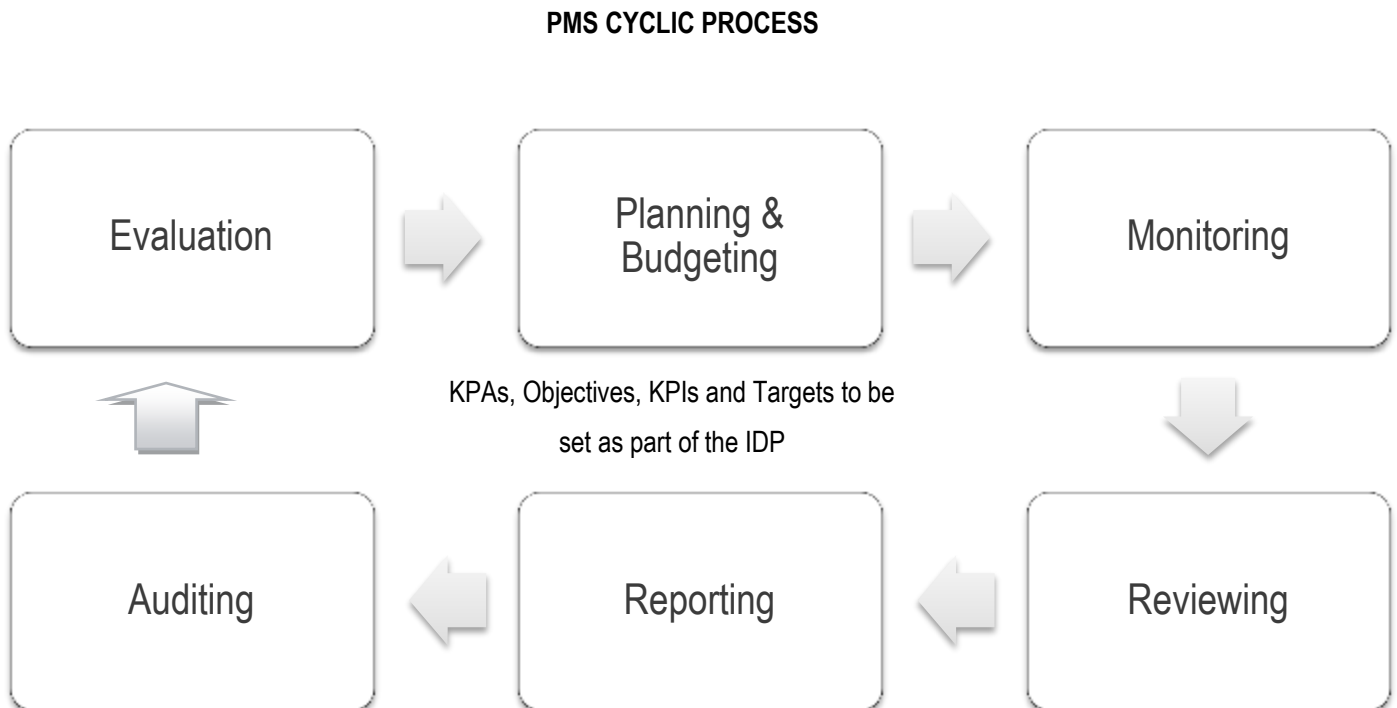 PMS CYCLIC PROCESS
Evaluation
Planning &
Budgeting
Monitoring
KPAs, Objectives, KPIs and Targets to be
set as part of the IDP
Auditing
Reporting
Reviewing